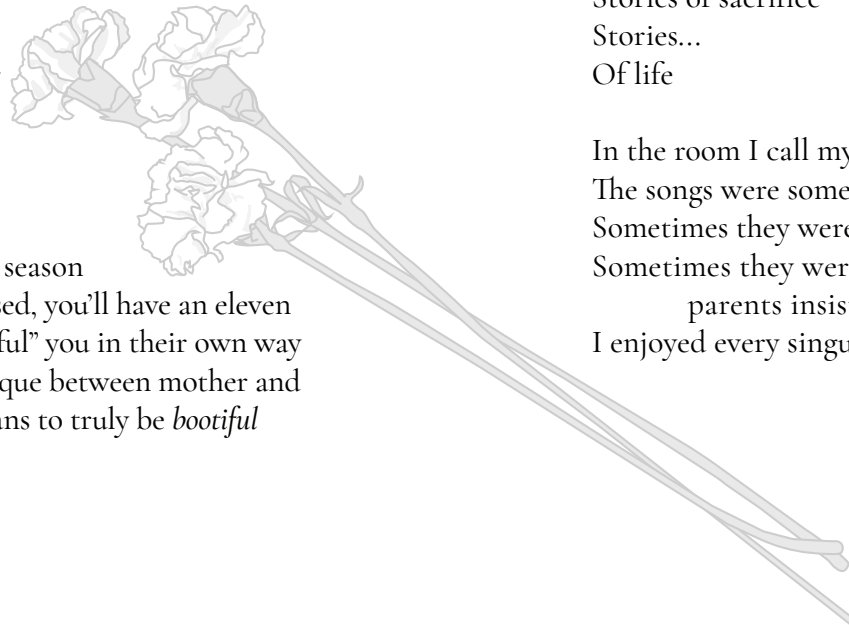 season
sed, you’ll have an eleven
ful” you in their own way
que between mother and
ns to truly be bootiful
Stories of sacrifice
Stories...
Of life
In the room I call my
The songs were some
Sometimes they were
Sometimes they wer
parents insis
I enjoyed every singu